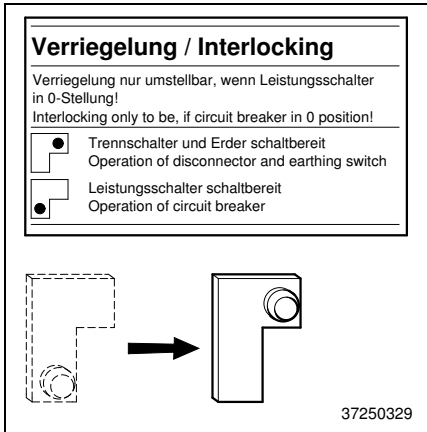 Verriegelung / Interlocking
Verriegelung nur umstellbar, wenn Leistungsschalter
in 0-Stellung!
Interlocking only to be, if circuit breaker in 0 position!
Trennschalter und Erder schaltbereit
Operation of disconnector and earthing switch
Leistungsschalter schaltbereit
Operation of circuit breaker
37250329